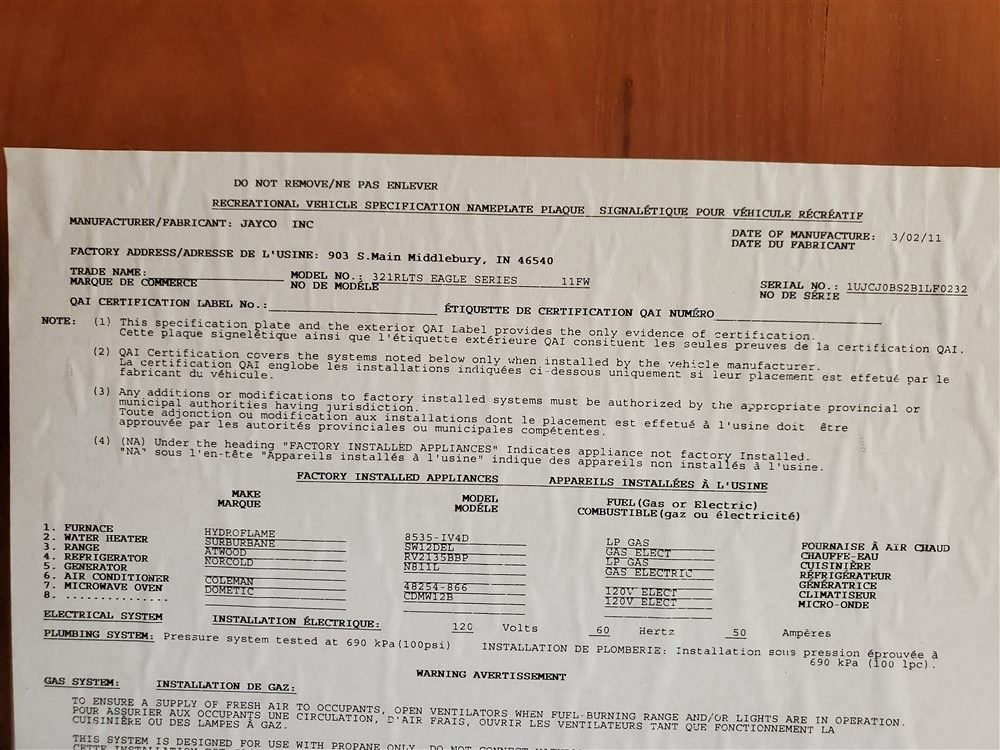 DO NOT REMOVE/NE PAS ENLEVER
RECREATIONAL VEHICLE SPECIFICATION NAMEPLATE PLAQUE SIGNALÉTIQUE POUR VÉHICULE RÉCRÉATIF
MANUFACTURER/FABRICANT: JAYCO INC
DATE OF MANUFACTURE: 3/02/11
DATE DU FABRICANT
FACTORY ADDRESS/ADRESSE DE L'USINE: 903 S.Main Middlebury, IN 46540
TRADE NAME: MODEL NO.: 321RLTS EAGLE SERIES 11FW
MARQUE DE COMMERCE NO DE MODÈLE
SERIAL NO.: 1UJCJ0BS2B1LF0232
NO DE SÉRIE
QAI CERTIFICATION LABEL No.: ÉTIQUETTE DE CERTIFICATION QAI NUMÉRO
NOTE: (1) This specification plate and the exterior QAI Label provides the only evidence of certification.
Cette plaque signelétique ainsi que l'étiquette extérieure QAI consituent les seules preuves de la certification QAI.
(2) QAI Certification covers the systems noted below only when installed by the vehicle manufacturer.
La certification QAI englobe les installations indiquées ci-dessous uniquement si leur placement est effetué par le
fabricant du véhicule.
(3) Any additions or modifications to factory installed systems must be authorized by the appropriate provincial or
municipal authorities having jurisdiction.
Toute adjonction ou modification aux installations dont le placement est effetué à l'usine doit être
approuvée par les autorités provinciales ou municipales compétentes.
(4) (NA) Under the heading "FACTORY INSTALLED APPLIANCES" Indicates appliance not factory Installed.
"NA" sous l'en-tête "Appareils installés à l'usine" indique des appareils non installés à l'usine.
FACTORY INSTALLED APPLIANCES APPAREILS INSTALLÉES À L'USINE
MAKE MODEL FUEL(Gas or Electric)
MARQUE MODÈLE COMBUSTIBLE(gaz ou électricité)
1. FURNACE HYDROFLAME 8535-IV4D LP GAS FOURNAISE À AIR CHAUD
2. WATER HEATER SURBURBANE SW12DEL GAS ELECT CHAUFFE-EAU
3. RANGE ATWOOD RV2135BBP LP GAS CUISINIÈRE
4. REFRIGERATOR NORCOLD N811L GAS ELECTRIC RÉFRIGÉRATEUR
5. GENERATOR GÉNÉRATRICE
6. AIR CONDITIONER COLEMAN 48254-866 120V ELECT CLIMATISEUR
7. MICROWAVE OVEN DOMETIC CDMW12B 120V ELECT MICRO-ONDE
8. ................
ELECTRICAL SYSTEM INSTALLATION ÉLECTRIQUE: 120 Volts 60 Hertz 50 Ampères
PLUMBING SYSTEM: Pressure system tested at 690 kPa(100psi) INSTALLATION DE PLOMBERIE: Installation sous pression éprouvée à
690 kPa (100 lpc).
WARNING AVERTISSEMENT
GAS SYSTEM: INSTALLATION DE GAZ:
TO ENSURE A SUPPLY OF FRESH AIR TO OCCUPANTS, OPEN VENTILATORS WHEN FUEL-BURNING RANGE AND/OR LIGHTS ARE IN OPERATION.
POUR ASSURER AUX OCCUPANTS UNE CIRCULATION, D'AIR FRAIS, OUVRIR LES VENTILATEURS TANT QUE FONCTIONNEMENT LA
CUISINIÈRE OU DES LAMPES À GAZ.
THIS SYSTEM IS DESIGNED FOR USE WITH PROPANE ONLY. DO NOT CONNECT
CETTE INSTALLATION